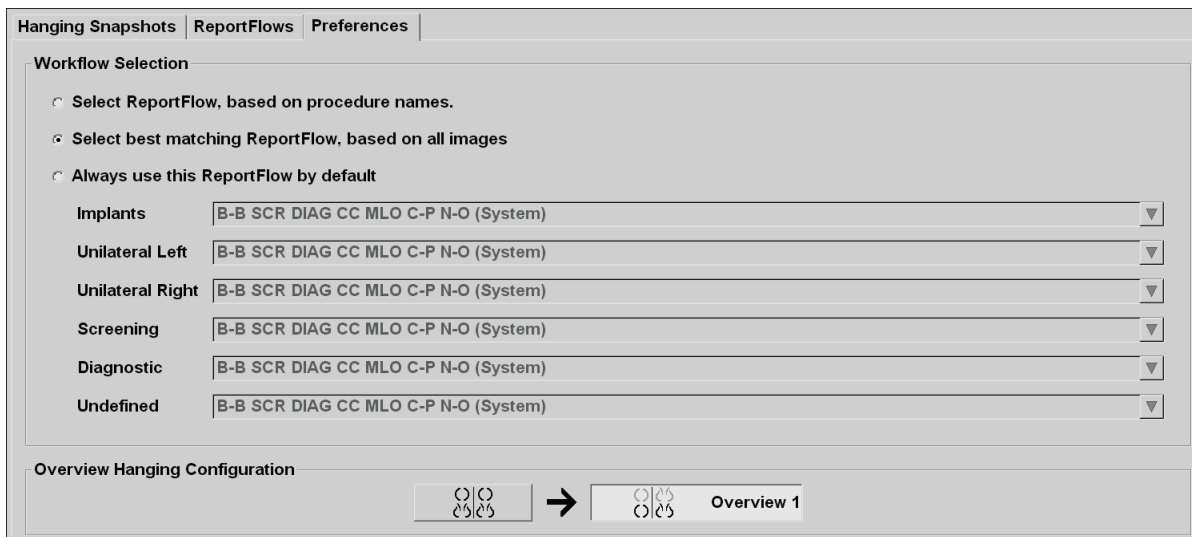 Hanging Snapshots ReportFlows Preferences
Workflow Selection
Select ReportFlow, based on procedure names.
Select best matching ReportFlow, based on all images
Always use this ReportFlow by default
Implants B-B SCR DIAG CC MLO C-P N-O (System)
Unilateral Left B-B SCR DIAG CC MLO C-P N-O (System)
Unilateral Right B-B SCR DIAG CC MLO C-P N-O (System)
Screening B-B SCR DIAG CC MLO C-P N-O (System)
Diagnostic B-B SCR DIAG CC MLO C-P N-O (System)
Undefined B-B SCR DIAG CC MLO C-P N-O (System)
Overview Hanging Configuration
Overview 1